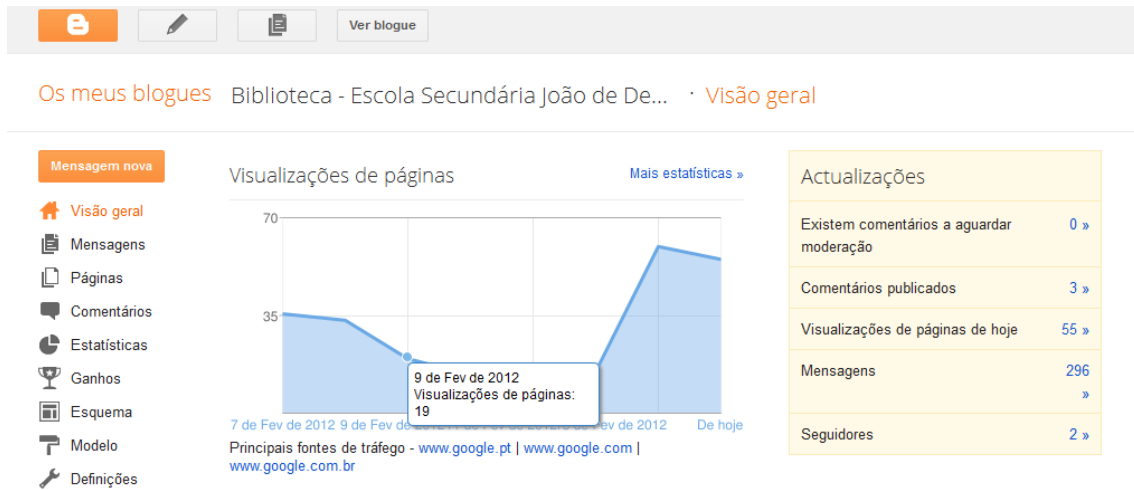 Ver blogue
Os meus blogues Biblioteca - Escola Secundária João de De... · Visão geral
Mensagem nova
Visão geral
Mensagens
Páginas
Comentários
Estatísticas
Ganhos
Esquema
Modelo
Definições
Visualizações de páginas
Mais estatísticas »
70
35
9 de Fev de 2012
Visualizações de páginas:
19
7 de Fev de 2012 9 de Fev de 2012 de Fev de 2012 De hoje
Principais fontes de tráfego - www.google.pt | www.google.com |
www.google.com.br
Actualizações
Existem comentários a aguardar
moderação
0 »
Comentários publicados 3 »
Visualizações de páginas de hoje 55 »
Mensagens 296
»
Seguidores 2 »